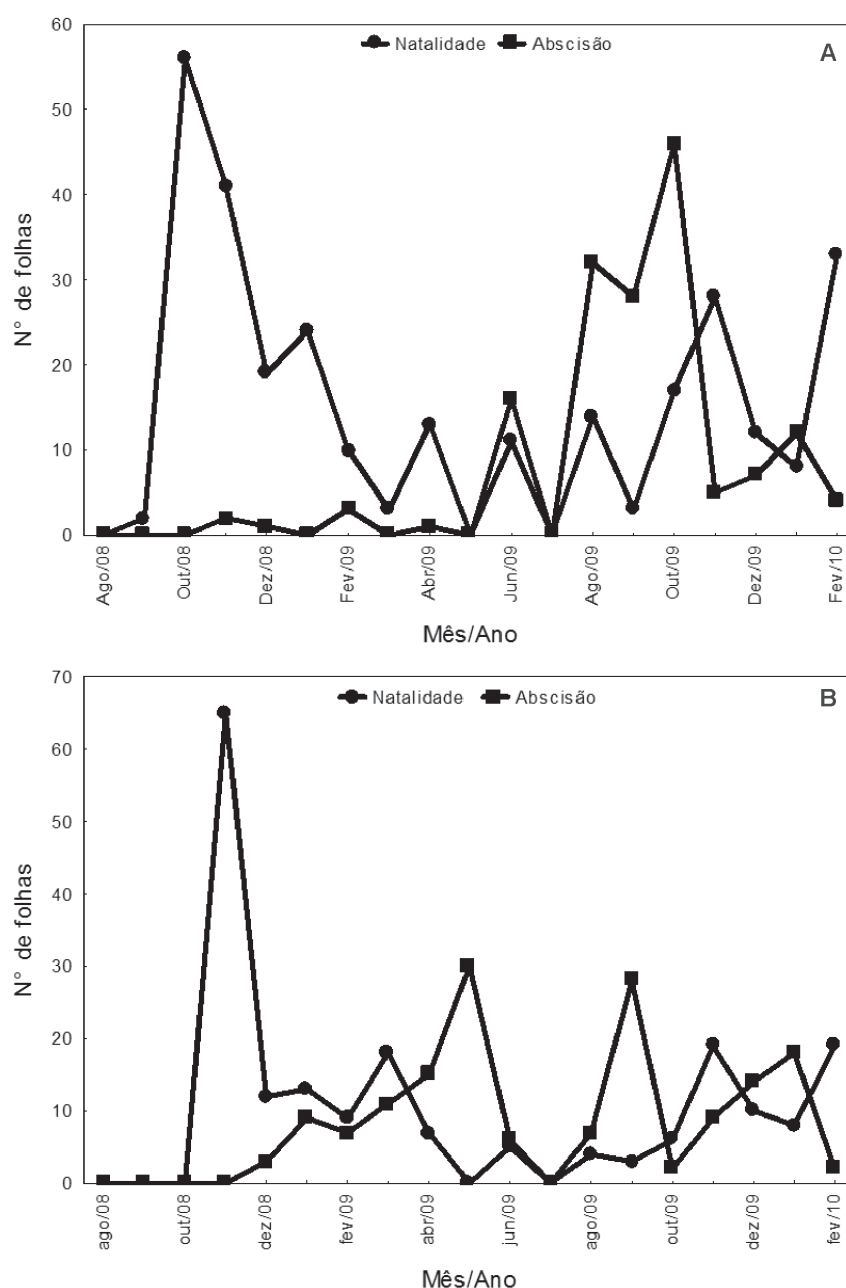 Natalidade Abscisão
A
60
50
40
30
20
10
0
N° de folhas
Ago/08 Out/08 Dez/08 Fev/09 Abr/09 Jun/09 Ago/09 Out/09 Dez/09 Fev/10
Mês/Ano
Natalidade Abscisão
B
70
60
50
40
30
20
10
0
N° de folhas
ago/08 out/08 dez/08 fev/09 abr/09 jun/09 ago/09 out/09 dez/09 fev/10
Mês/Ano